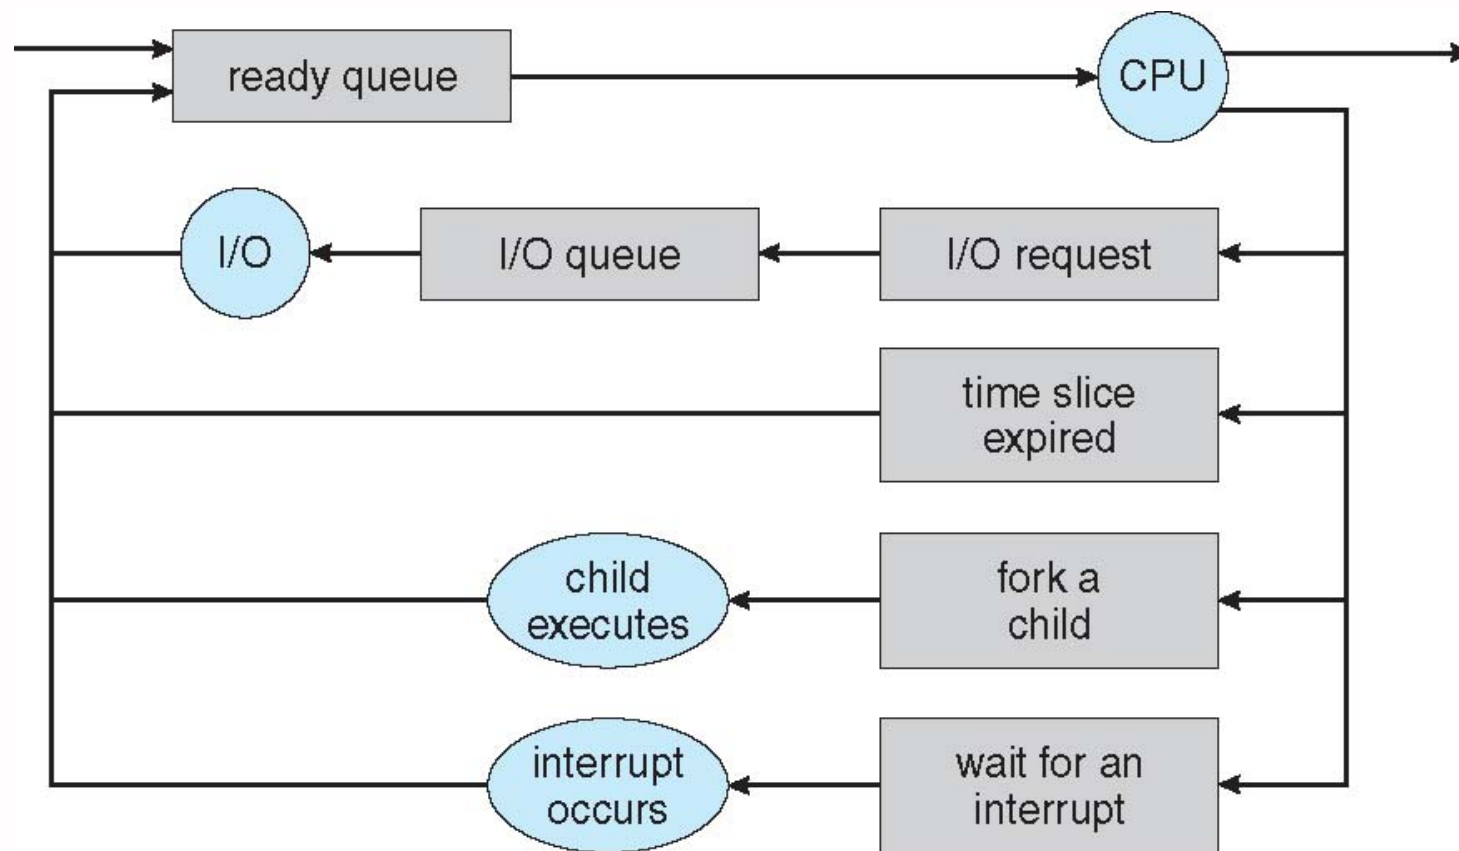 ready queue
CPU
I/O
I/O queue
I/O request
time slice
expired
child
executes
fork a
child
interrupt
occurs
wait for an
interrupt